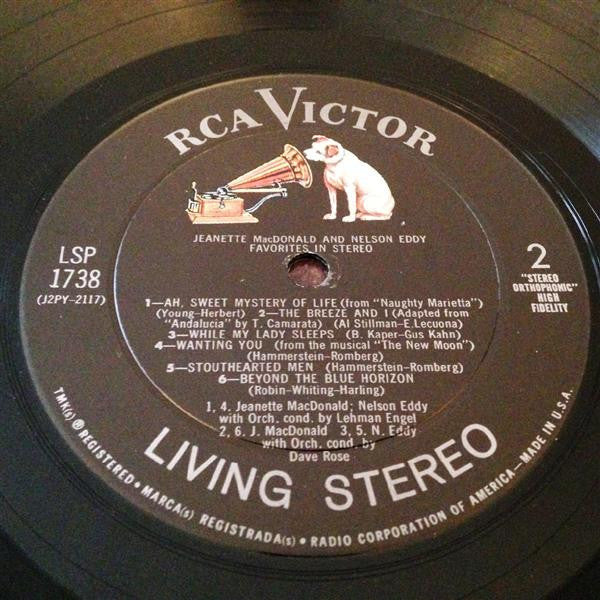 RCA VICTOR
JEANETTE MacDONALD AND NELSON EDDY
FAVORITES IN STEREO
LSP
1738
(J2PY-2117)
2
"STEREO
ORTHOPHONIC"
HIGH
FIDELITY
1—AH, SWEET MYSTERY OF LIFE (from "Naughty Marietta")
(Young-Herbert) 2—THE BREEZE AND I (Adapted from
"Andalucia" by T. Camarata) (Al Stillman-E.Lecuona)
3—WHILE MY LADY SLEEPS (B. Kaper-Gus Kahn)
4—WANTING YOU (from the musical "The New Moon")
(Hammerstein-Romberg)
5—STOUTHEARTED MEN (Hammerstein-Romberg)
6—BEYOND THE BLUE HORIZON
(Robin-Whiting-Harling)
1,4. Jeanette MacDonald; Nelson Eddy
with Orch. cond. by Lehman Engel
2,6. J. MacDonald 3, 5. N. Eddy
with Orch. cond. by
Dave Rose
LIVING STEREO
TMK(s) ® REGISTERED • MARCA(s) REGISTRADA(s) • RADIO CORPORATION OF AMERICA—MADE IN U.S.A.